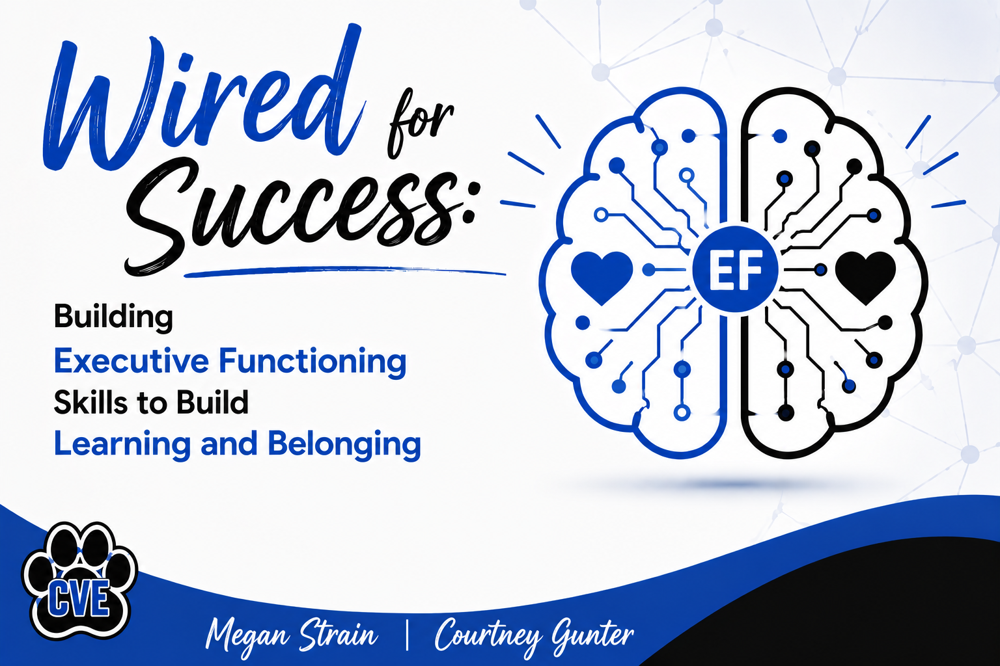 Wired for
Success:
Building
Executive Functioning
Skills to Build
Learning and Belonging
EF
CVE
Megan Strain | Courtney Gunter